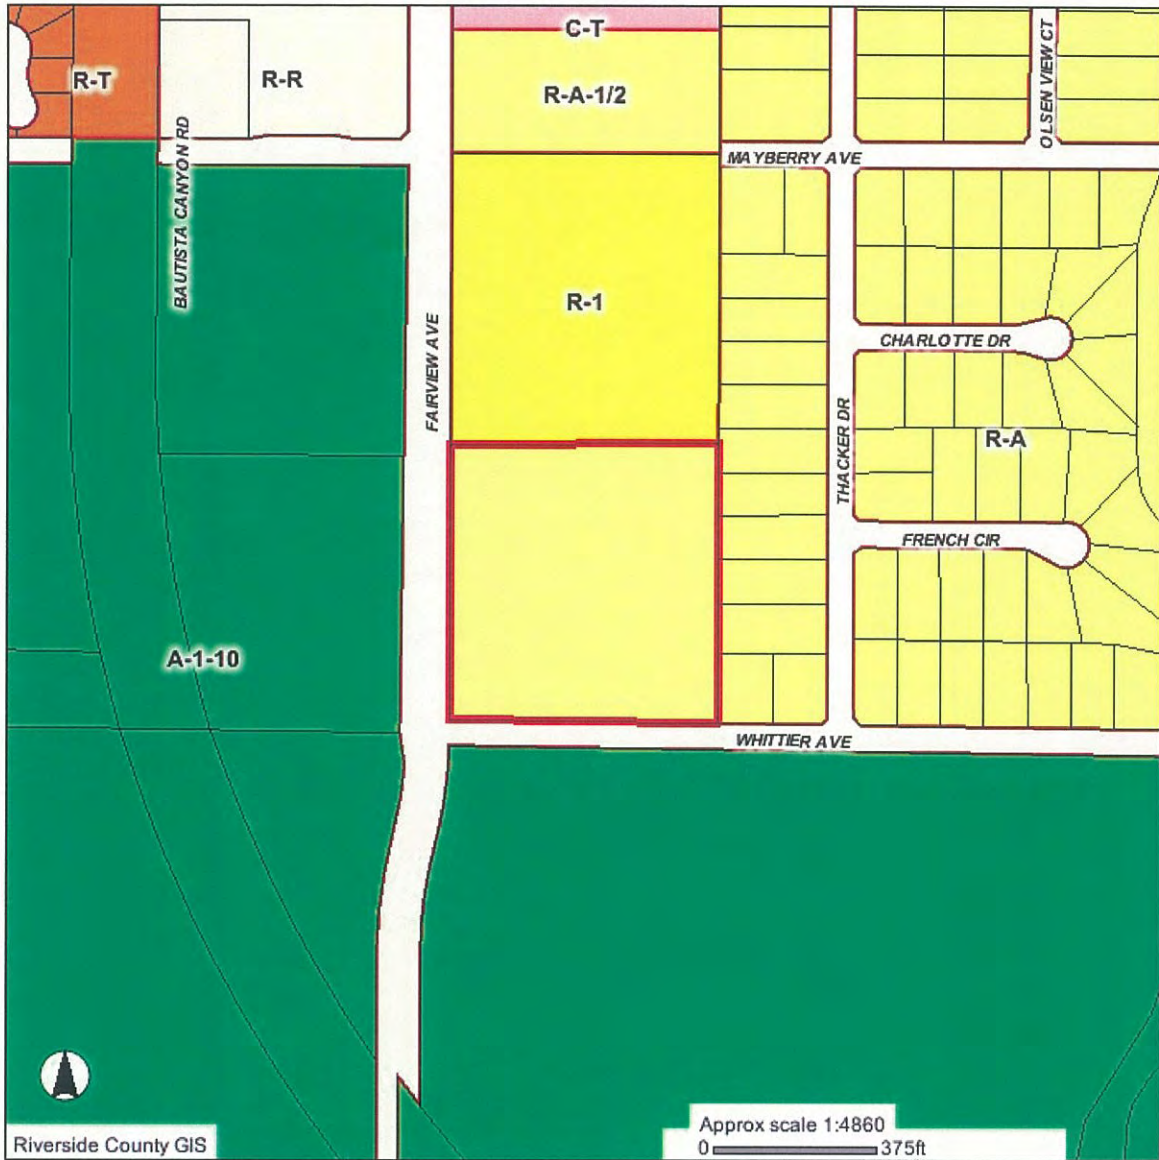 C-T
OLSEN VIEW CT
R-T
R-R
R-A-1/2
BAUTISTA CANYON RD
MAYBERRY AVE
R-1
FAIRVIEW AVE
CHARLOTTE DR
THACKER DR
R-A
FRENCH CIR
A-1-10
WHITTIER AVE
Approx scale 1:4860
0 375ft
Riverside County GIS